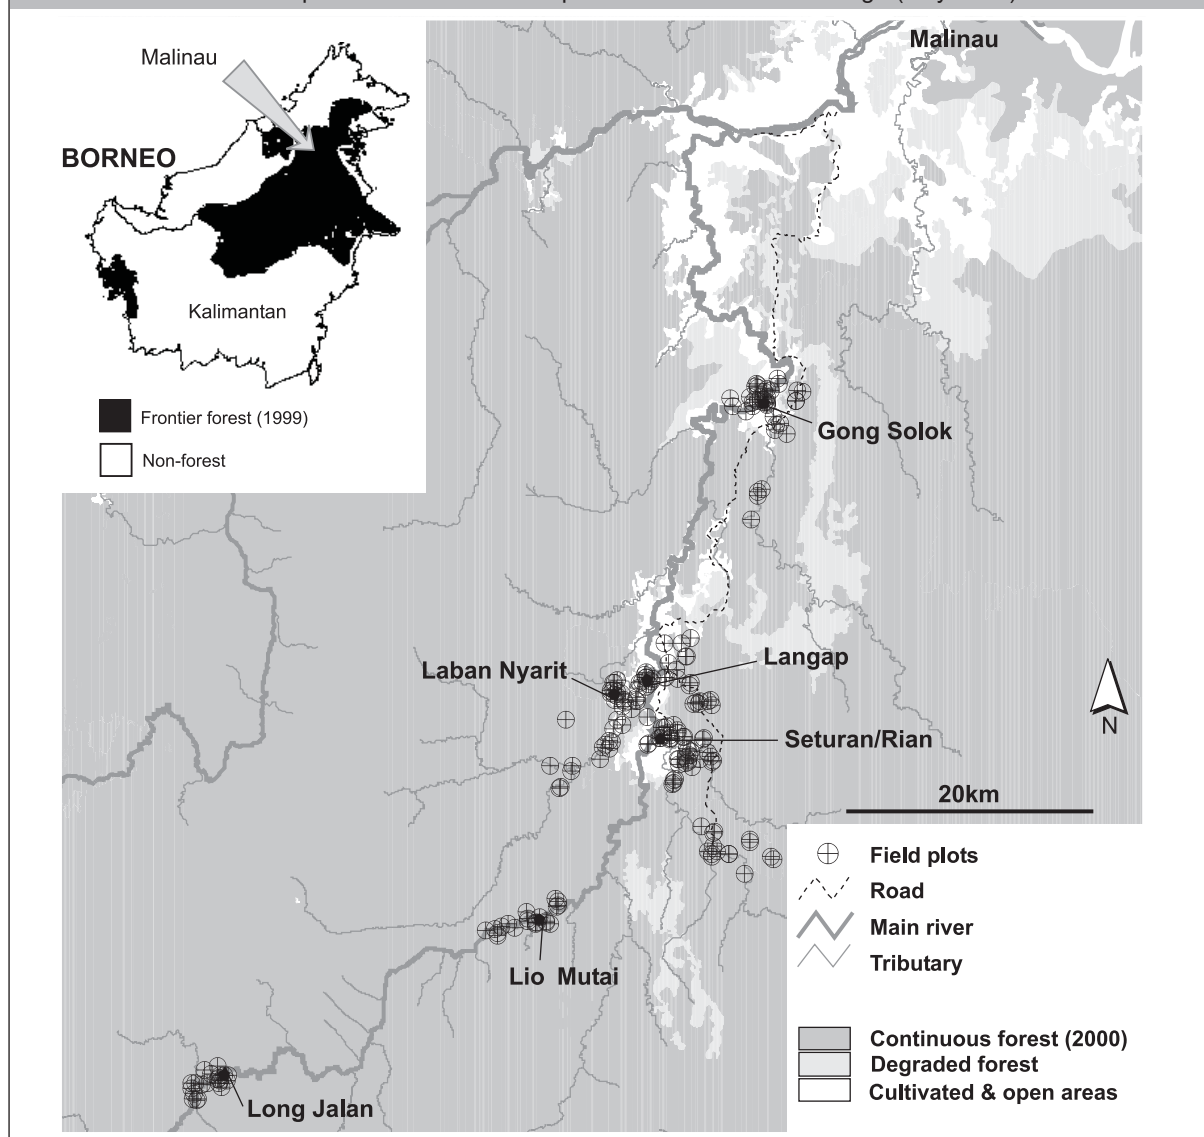 Malinau
Malinau
BORNEO
Kalimantan
Frontier forest (1999)
Non-forest
Gong Solok
Laban Nyarit
Langap
Seturan/Rian
N
20km
Field plots
Road
Main river
Tributary
Lio Mutai
Continuous forest (2000)
Degraded forest
Cultivated & open areas
Long Jalan